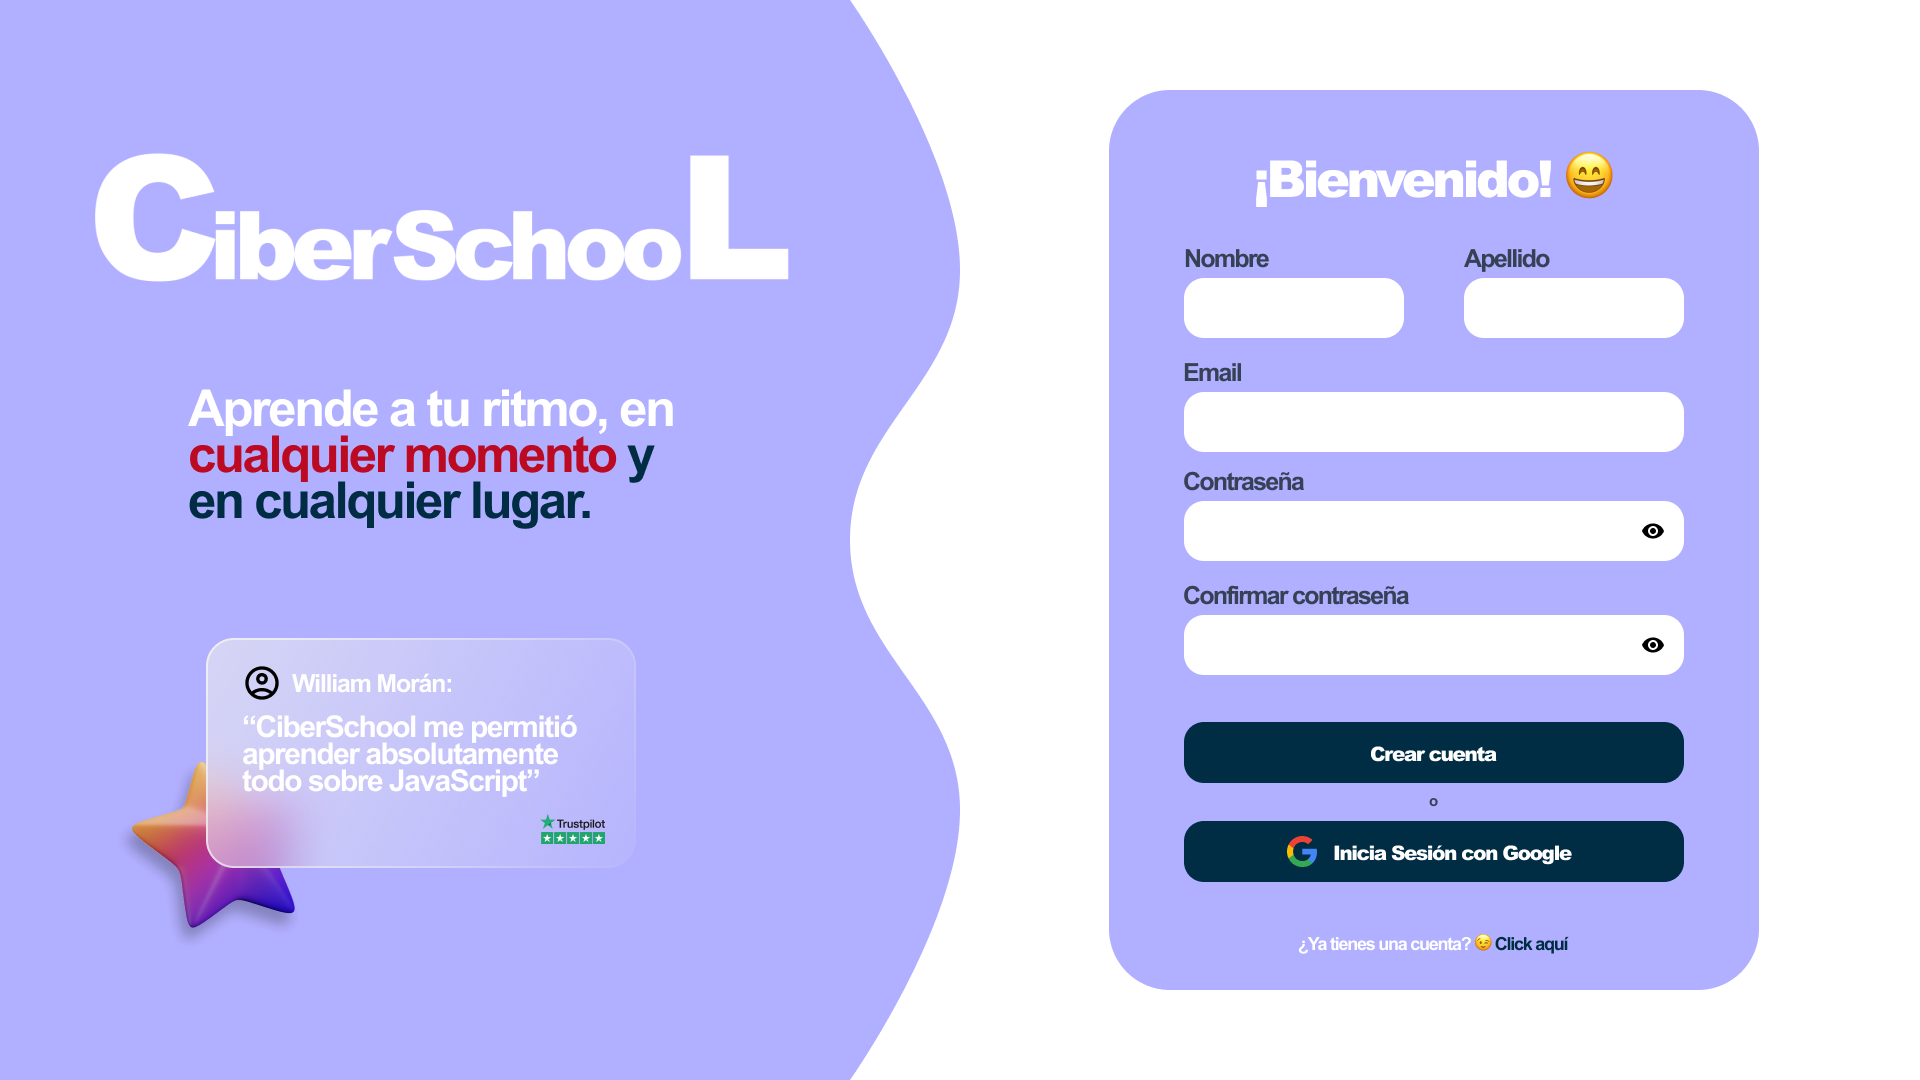 CiberSchooL
Aprende a tu ritmo, en
cualquier momento y
en cualquier lugar.
William Morán:
“CiberSchool me permitió
aprender absolutamente
todo sobre JavaScript”
Trustpilot
¡Bienvenido! 😄
Nombre
Apellido
Email
Contraseña
Confirmar contraseña
Crear cuenta
o
Inicia Sesión con Google
¿Ya tienes una cuenta? 😉 Click aquí